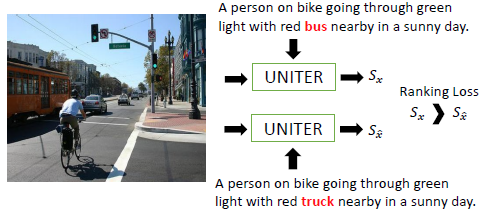 A person on bike going through green
light with red bus nearby in a sunny day.
UNITER
Sₓ
Ranking Loss
Sₓ ❯ Sₓ̂
UNITER
Sₓ̂
A person on bike going through green
light with red truck nearby in a sunny day.